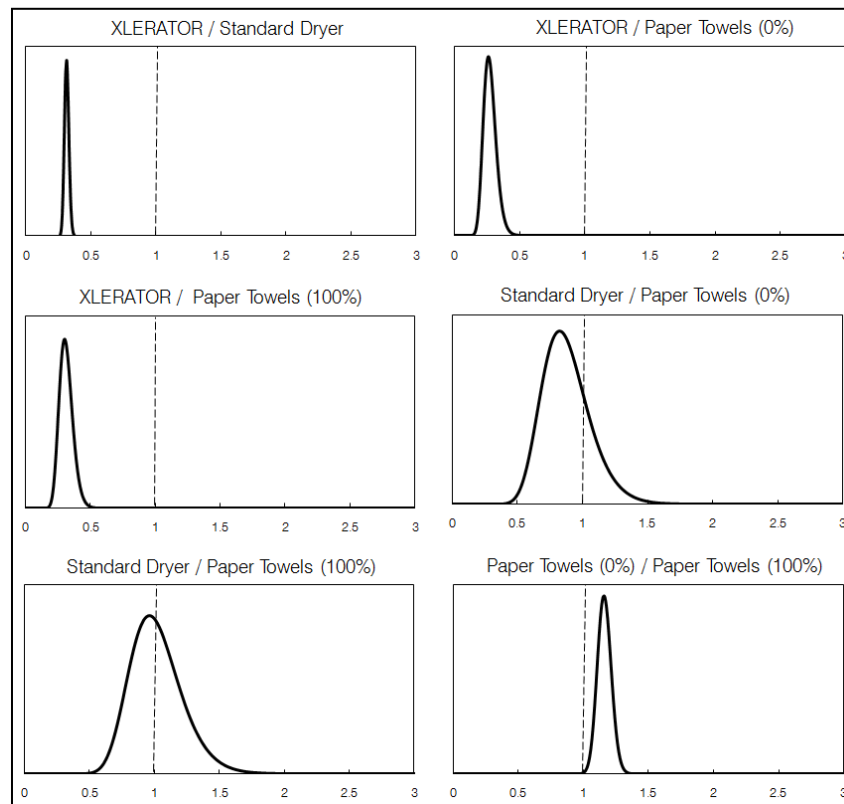 XLERATOR / Standard Dryer
0 0.5 1 1.5 2 2.5 3
XLERATOR / Paper Towels (0%)
0 0.5 1 1.5 2 2.5 3
XLERATOR / Paper Towels (100%)
0 0.5 1 1.5 2 2.5 3
Standard Dryer / Paper Towels (0%)
0 0.5 1 1.5 2 2.5 3
Standard Dryer / Paper Towels (100%)
0 0.5 1 1.5 2 2.5 3
Paper Towels (0%) / Paper Towels (100%)
0 0.5 1 1.5 2 2.5 3